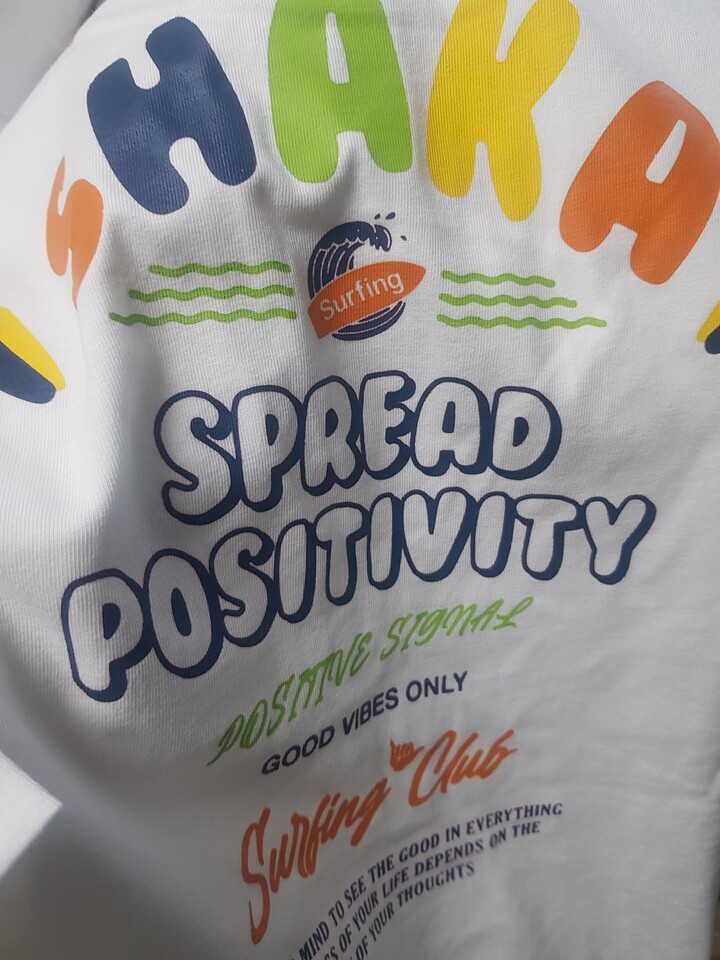 SHAKA
Surfing
SPREAD
POSITIVITY
POSITIVE SIGNAL
GOOD VIBES ONLY
Surfing Club
MIND TO SEE THE GOOD IN EVERYTHING
OF YOUR LIFE DEPENDS ON THE
OF YOUR THOUGHTS